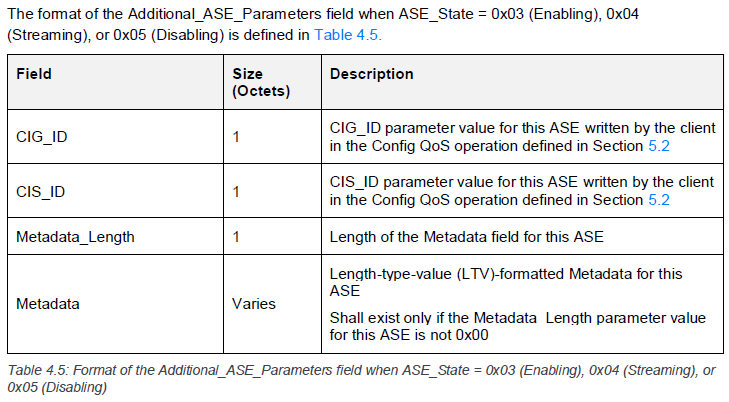 The format of the Additional_ASE_Parameters field when ASE_State = 0x03 (Enabling), 0x04
(Streaming), or 0x05 (Disabling) is defined in Table 4.5.
Field Size (Octets) Description
CIG_ID 1 CIG_ID parameter value for this ASE written by the client
in the Config QoS operation defined in Section 5.2
CIS_ID 1 CIS_ID parameter value for this ASE written by the client
in the Config QoS operation defined in Section 5.2
Metadata_Length 1 Length of the Metadata field for this ASE
Metadata Varies Length-type-value (LTV)-formatted Metadata for this
ASE
Shall exist only if the Metadata_Length parameter value
for this ASE is not 0x00
Table 4.5: Format of the Additional_ASE_Parameters field when ASE_State = 0x03 (Enabling), 0x04 (Streaming), or
0x05 (Disabling)